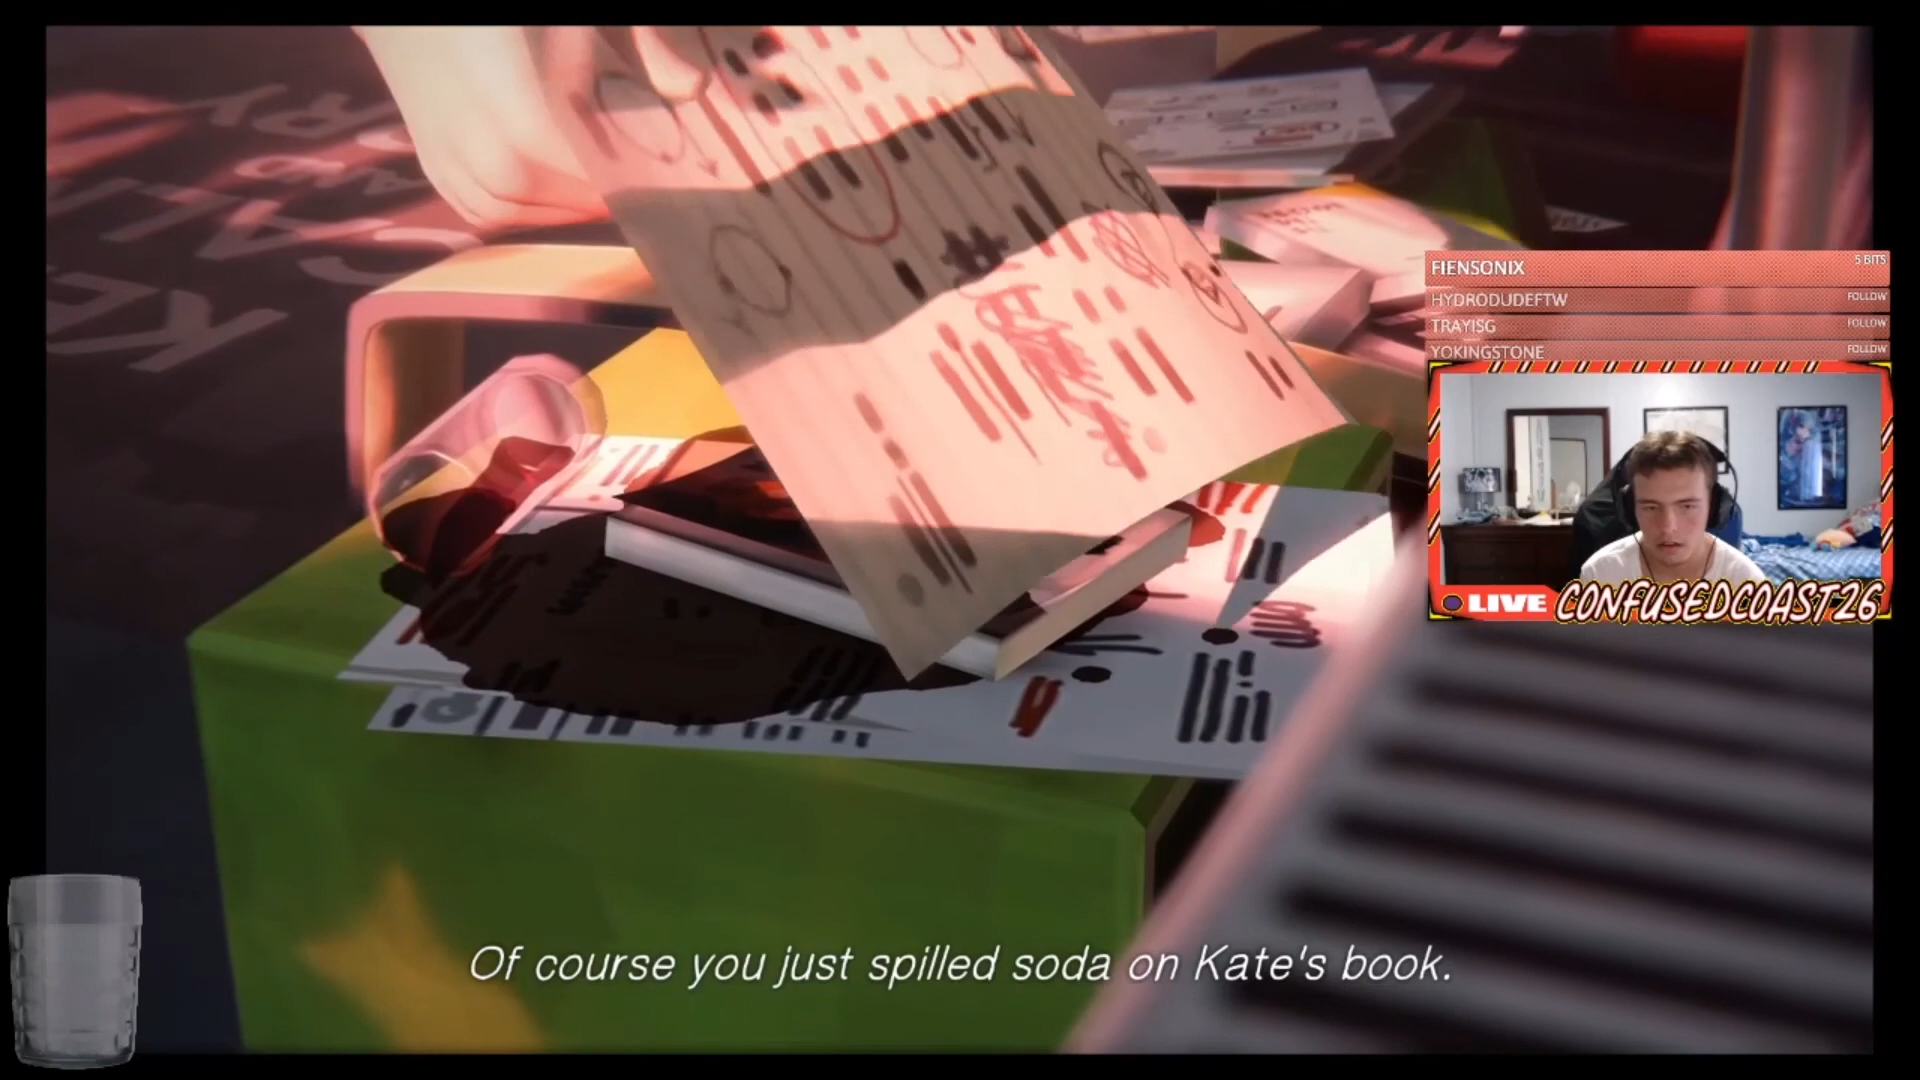 FIENSONIX 5 BITS
HYDRODUDEFTW FOLLOW
TRAYISG FOLLOW
YOKINGSTONE FOLLOW
LIVE CONFUSEDCOAST26
Of course you just spilled soda on Kate's book.